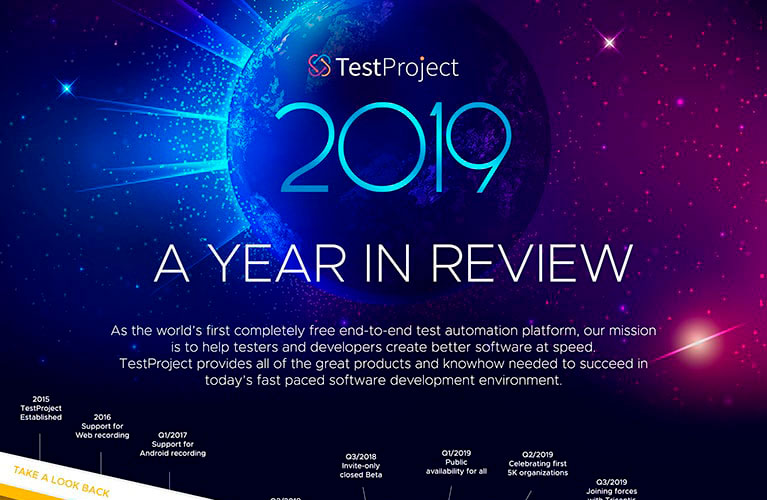 TestProject
2019
A YEAR IN REVIEW
As the world's first completely free end-to-end test automation platform, our mission
is to help testers and developers create better software at speed.
TestProject provides all of the great products and knowhow needed to succeed in
today's fast paced software development environment.
2015
TestProject
Established
2016
Support for
Web recording
Q1/2017
Support for
Android recording
Q3/2018
Invite-only
closed Beta
Q1/2019
Public
availability for all
Q2/2019
Celebrating first
5K organizations
Q3/2019
Joining forces
with Tricentis
TAKE A LOOK BACK